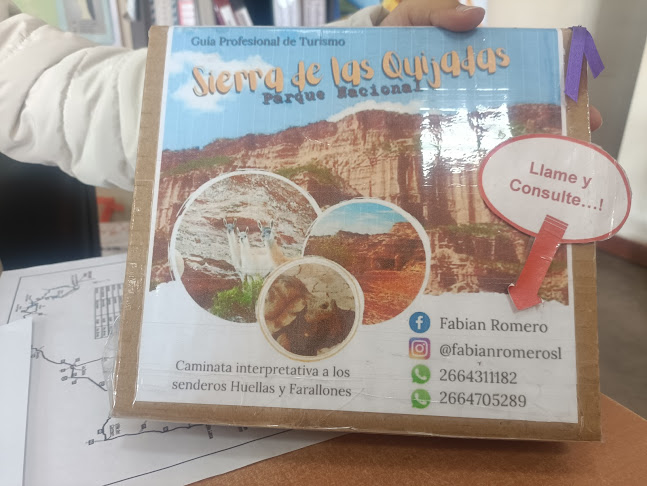 Guía Profesional de Turismo
Sierra de las Quijadas
Parque Nacional
Llame y
Consulte...!
Fabian Romero
@fabianromerosl
2664311182
2664705289
Caminata interpretativa a los
senderos Huellas y Farallones